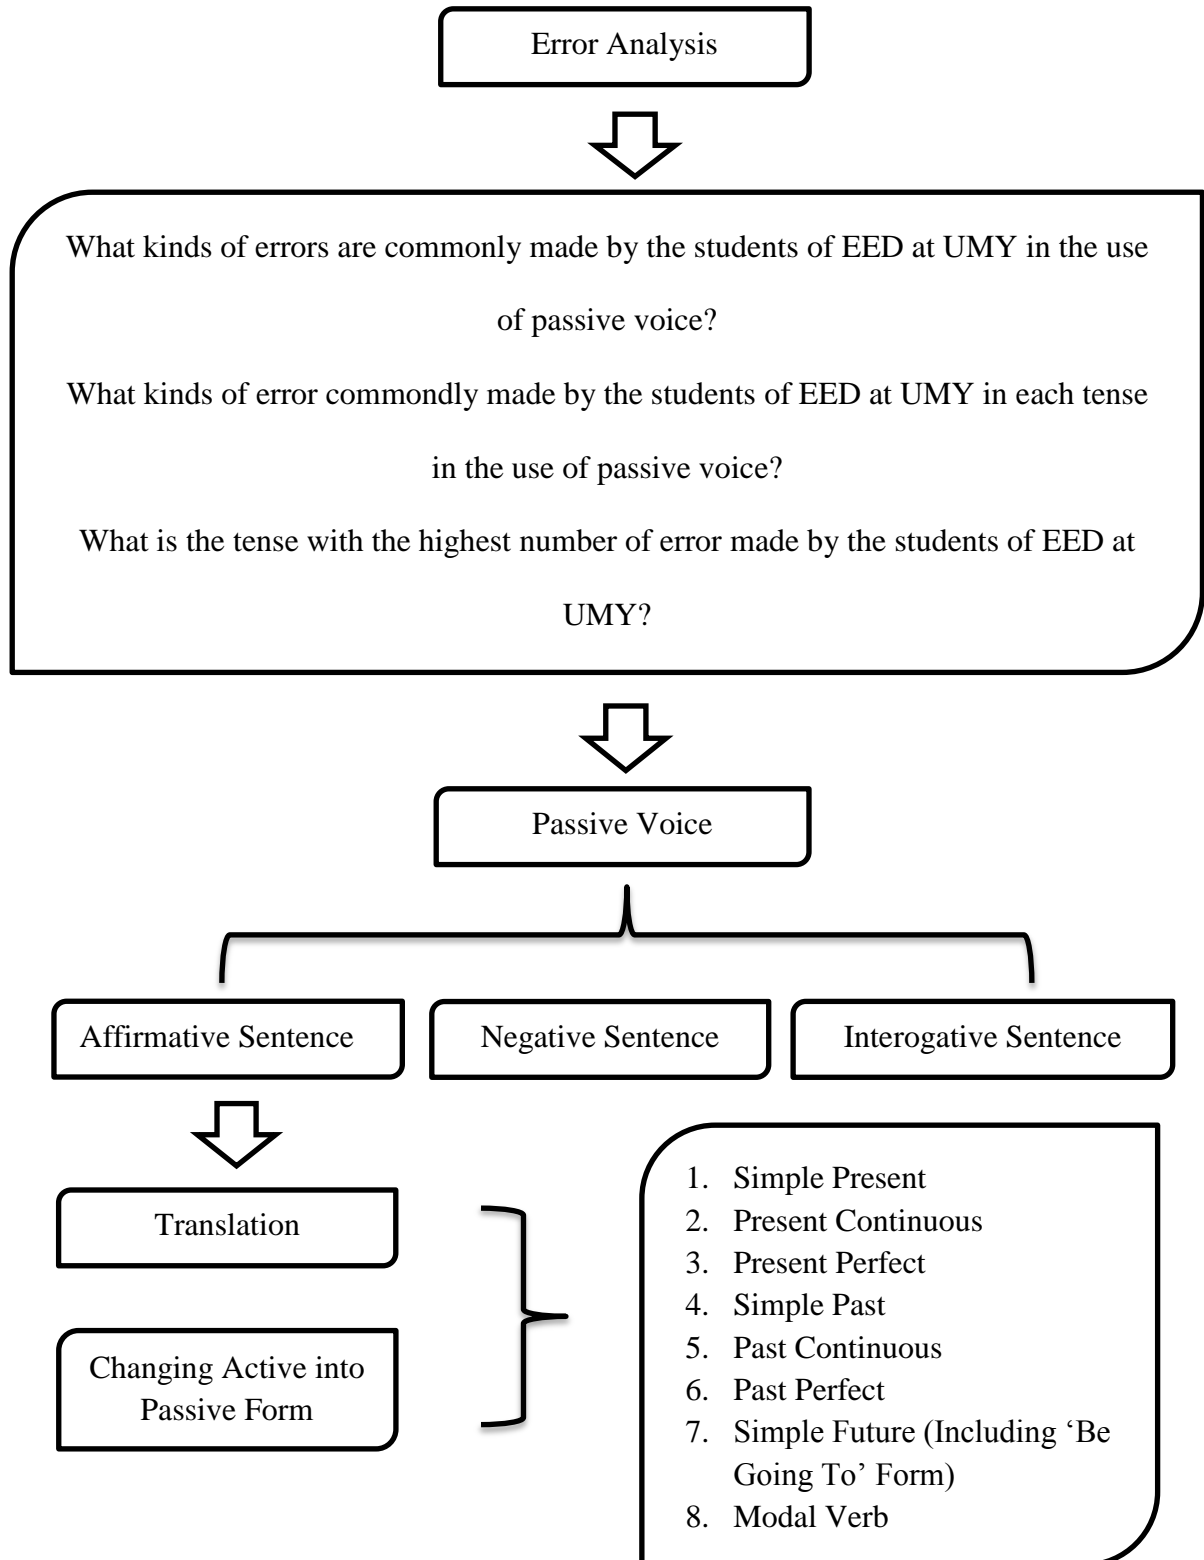 Error Analysis
What kinds of errors are commonly made by the students of EED at UMY in the use
of passive voice?
What kinds of error commondly made by the students of EED at UMY in each tense
in the use of passive voice?
What is the tense with the highest number of error made by the students of EED at
UMY?
Passive Voice
Affirmative Sentence
Negative Sentence
Interogative Sentence
Translation
Changing Active into
Passive Form
1. Simple Present
2. Present Continuous
3. Present Perfect
4. Simple Past
5. Past Continuous
6. Past Perfect
7. Simple Future (Including ‘Be
Going To’ Form)
8. Modal Verb